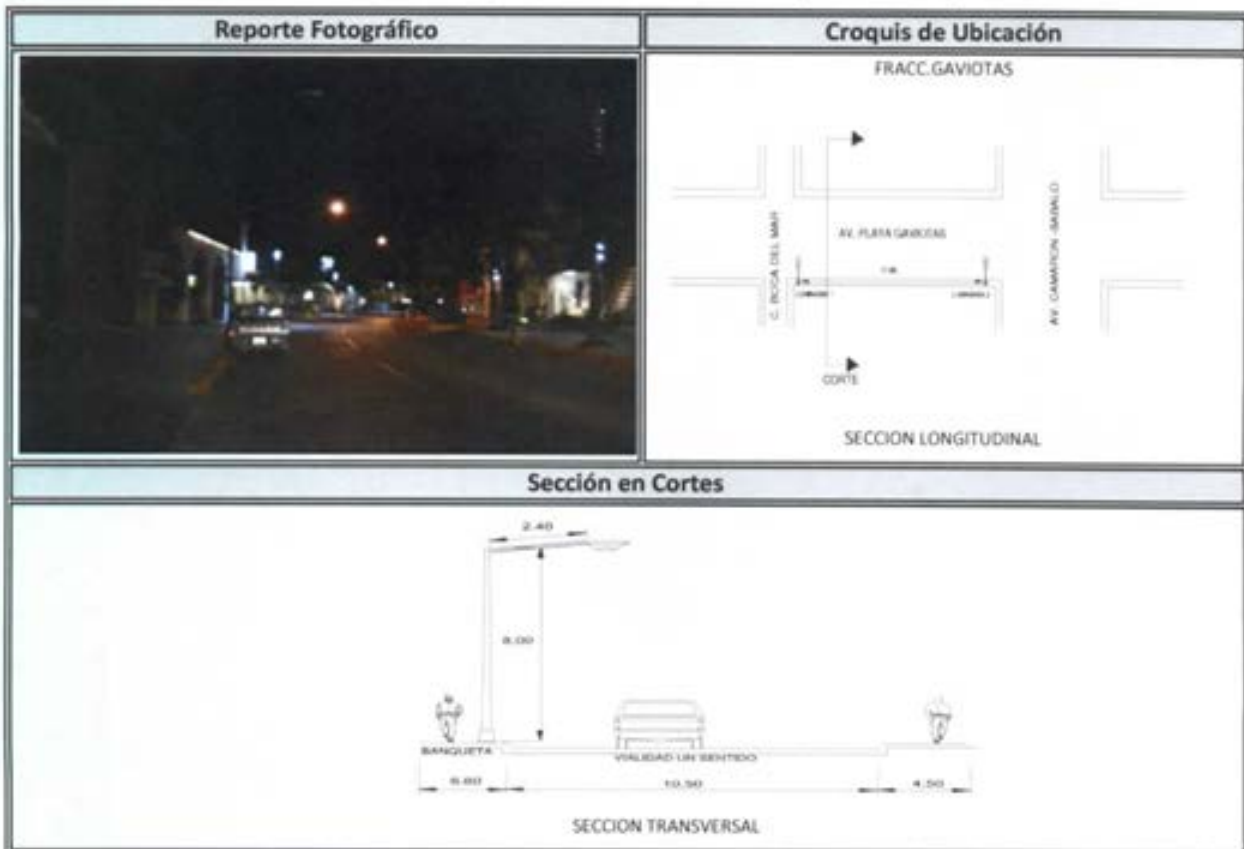 Reporte Fotográfico
Croquis de Ubicación
FRACC.GAVIOTAS
C. BOCA DEL MAR
AV. PLAYA GAVIOTAS
AV. CAMARON -SABALO
CORTE
SECCION LONGITUDINAL
Sección en Cortes
2.40
8.00
BANQUETA
VIALIDAD UN SENTIDO
10.50
4.50
SECCION TRANSVERSAL